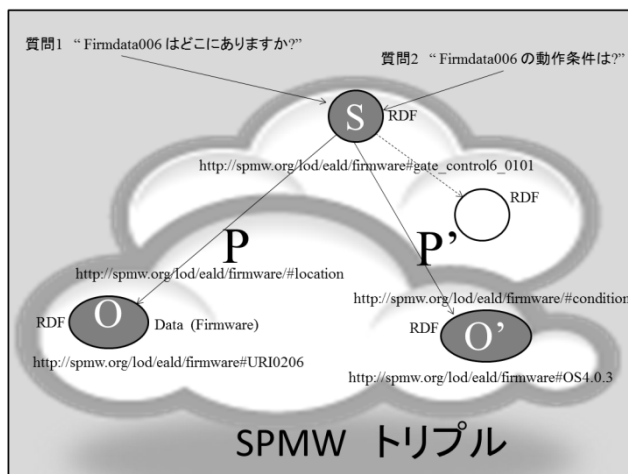 質問1 “ Firmdata006 はどこにありますか?”
質問2 “ Firmdata006 の動作条件は?”
S
RDF
http://spmw.org/lod/eald/firmware#gate_control6_0101
RDF
P
P’
http://spmw.org/lod/eald/firmware/#location
http://spmw.org/lod/eald/firmware/#condition
RDF
O
Data (Firmware)
RDF
O’
http://spmw.org/lod/eald/firmware#URI0206
http://spmw.org/lod/eald/firmware#OS4.0.3
SPMW トリプル